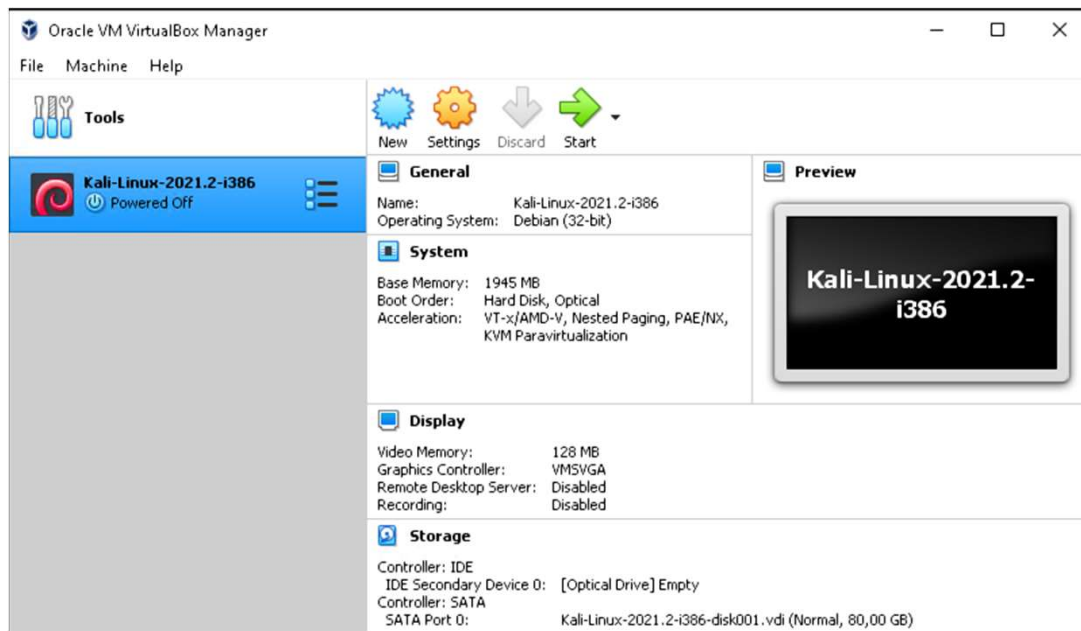 Oracle VM VirtualBox Manager
File Machine Help
Tools
New Settings Discard Start
Kali-Linux-2021.2-i386
Powered Off
General
Name: Kali-Linux-2021.2-i386
Operating System: Debian (32-bit)
System
Base Memory: 1945 MB
Boot Order: Hard Disk, Optical
Acceleration: VT-x/AMD-V, Nested Paging, PAE/NX,
KVM Paravirtualization
Preview
Kali-Linux-2021.2-
i386
Display
Video Memory: 128 MB
Graphics Controller: VMSVGA
Remote Desktop Server: Disabled
Recording: Disabled
Storage
Controller: IDE
IDE Secondary Device 0: [Optical Drive] Empty
Controller: SATA
SATA Port 0: Kali-Linux-2021.2-i386-disk001.vdi (Normal, 80,00 GB)